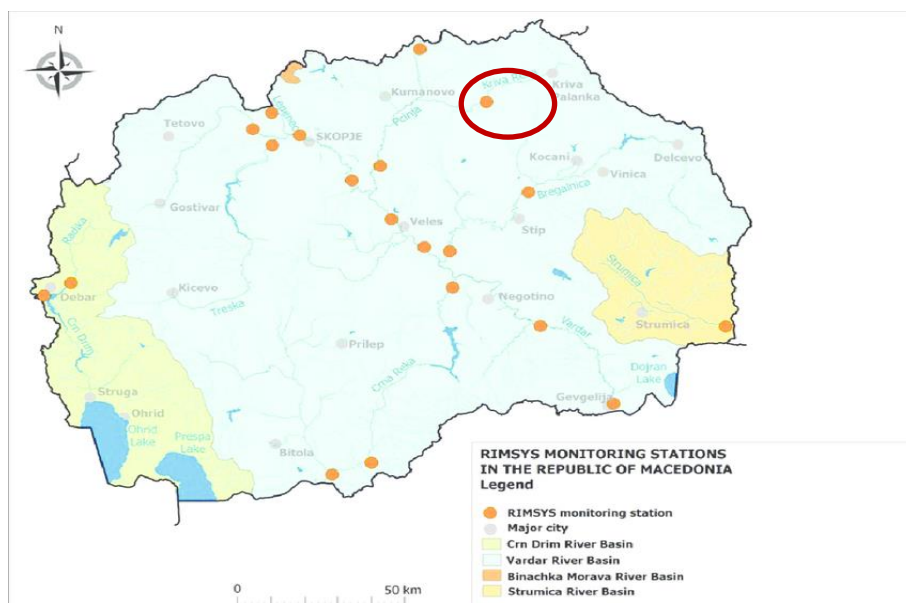 N
Kumanovo
Kriva
Palanka
Pcinja
Lepenec
Tetovo
SKOPJE
Kocani
Delcevo
Vinica
Bregalnica
Gostivar
Radika
Veles
Stip
Strumica
Debar
Kicevo
Treska
Negotino
Crn Drim
Vardar
Strumica
Prilep
Crna Reka
Dojran
Lake
Struga
Ohrid
Ohrid
Lake
Prespa
Lake
Gevgelija
Bitola
RIMSYS MONITORING STATIONS
IN THE REPUBLIC OF MACEDONIA
Legend
RIMSYS monitoring station
Major city
Crn Drim River Basin
Vardar River Basin
Binachka Morava River Basin
Strumica River Basin
0 50 km